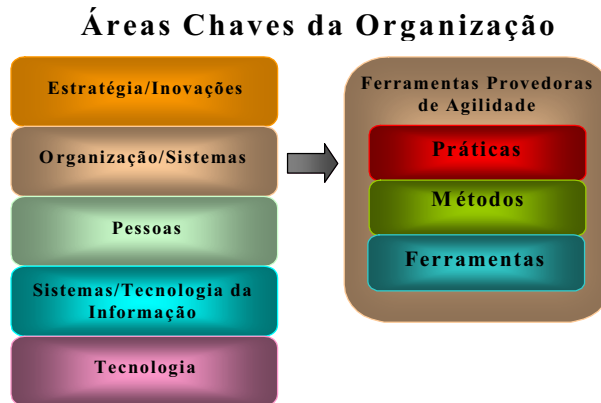 Áreas Chaves da Organização
Estratégia/Inovações
Organização/Sistemas
Pessoas
Sistemas/Tecnologia da
Informação
Tecnologia
Ferramentas Provedoras
de Agilidade
Práticas
Métodos
Ferramentas